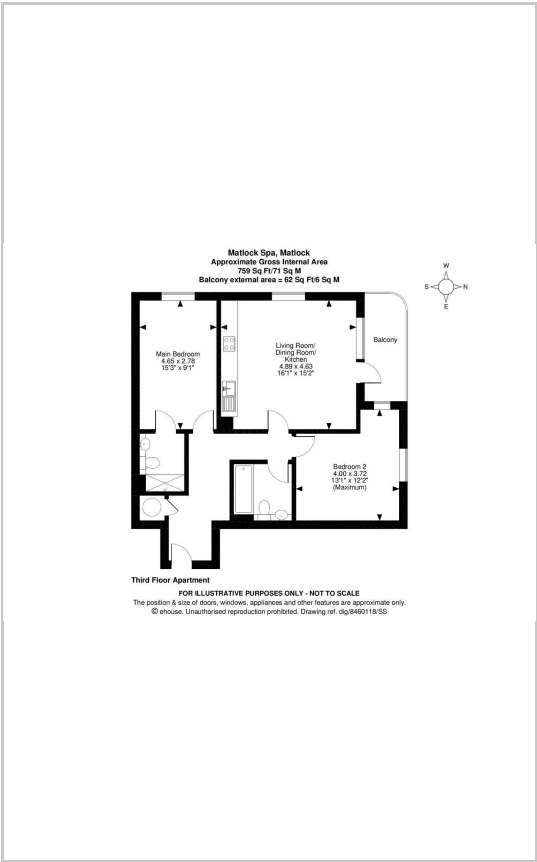 Matlock Spa, Matlock
Approximate Gross Internal Area
759 Sq Ft/71 Sq M
Balcony external area = 62 Sq Ft/6 Sq M
W
S
N
E
Balcony
Main Bedroom
4.65 x 2.78
15'3" x 9'1"
Living Room/
Dining Room/
Kitchen
4.89 x 4.63
16'1" x 15'2"
Bedroom 2
4.00 x 3.72
13'1" x 12'2"
(Maximum)
Third Floor Apartment
FOR ILLUSTRATIVE PURPOSES ONLY - NOT TO SCALE
The position & size of doors, windows, appliances and other features are approximate only.
© ehouse. Unauthorised reproduction prohibited. Drawing ref. dig/8460118/SS